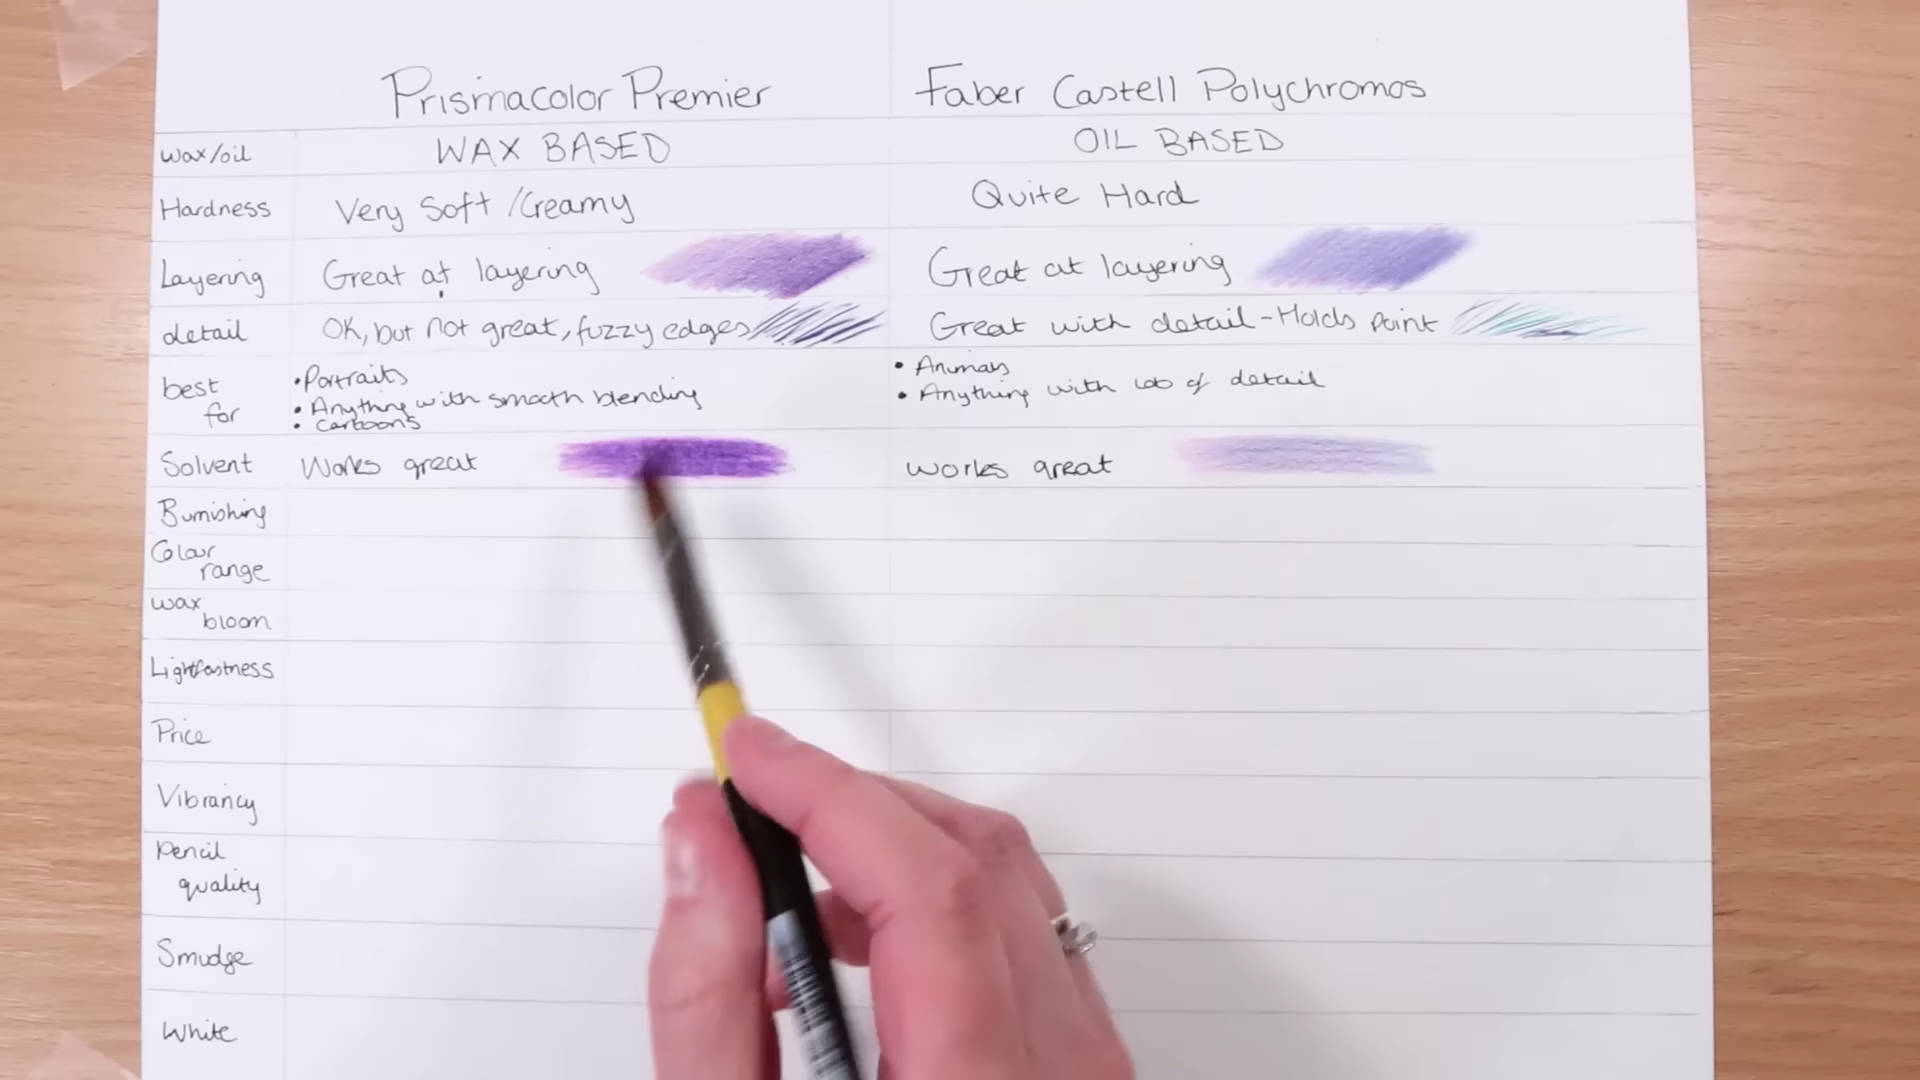 Prismacolor Premier Faber Castell Polychromos
wax/oil WAX BASED OIL BASED
Hardness Very Soft / Creamy Quite Hard
Layering Great at layering Great at layering
detail OK, but not great, fuzzy edges Great with detail - Holds point
best for
• Portraits
• Anything with smooth blending
• Cartoons
• Animals
• Anything with lots of detail
Solvent Works great works great
Burnishing
Colour
range
wax
bloom
Lightfastness
Price
Vibrancy
Pencil
quality
Smudge
White